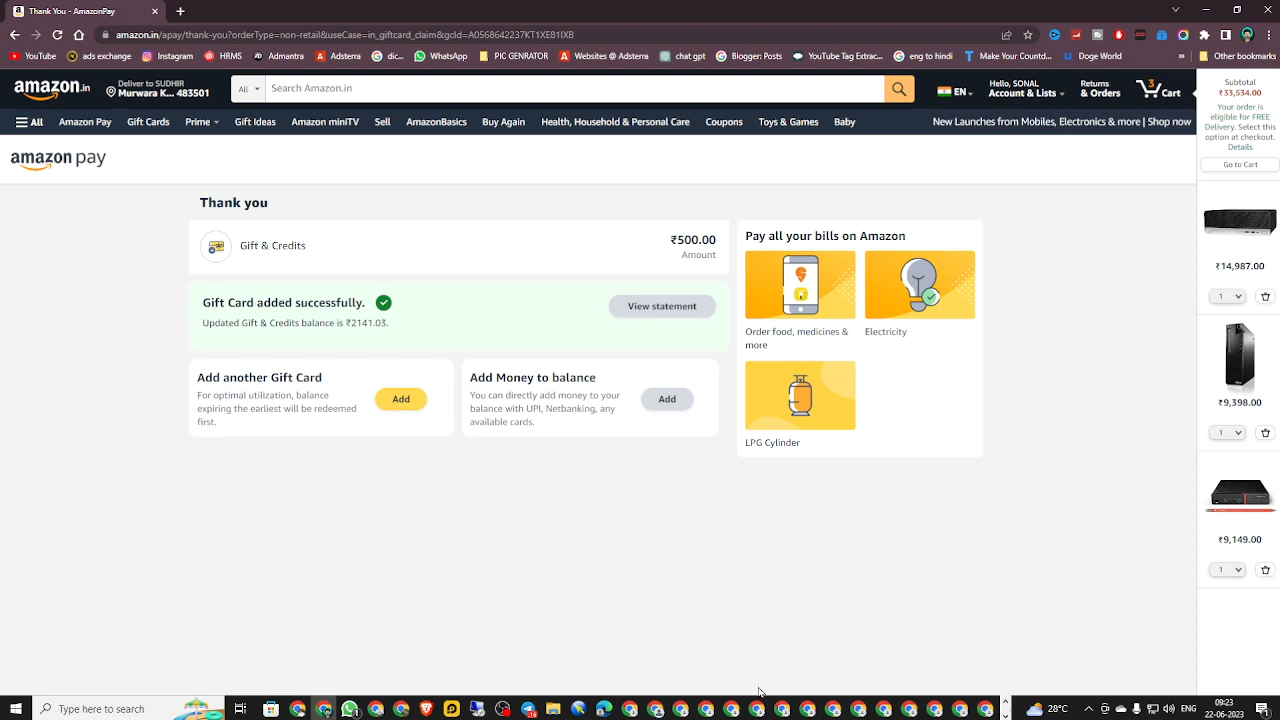 Thank You - AmazonPay
amazon.in/apay/thank-you?orderType=non-retail&useCase=in_giftcard_claim&gcId=A0568642237KT1XE81IXB
YouTube
ads exchange
Instagram
HRMS
Admantra
Adsterra
dic...
WhatsApp
PIC GENRATOR
Websites @ Adsterra
chat gpt
Blogger Posts
YouTube Tag Extrac...
eng to hindi
Make Your Countd...
Doge World
»
Other bookmarks
amazon.in
Deliver to SUDHIR
Murwara K... 483501
All
Search Amazon.in
EN
Hello, SONAL
Account & Lists
Returns
& Orders
3
Cart
All
Amazon Pay
Gift Cards
Prime
Gift Ideas
Amazon miniTV
Sell
AmazonBasics
Buy Again
Health, Household & Personal Care
Coupons
Toys & Games
Baby
New Launches from Mobiles, Electronics & more | Shop now
amazon pay
Thank you
Gift & Credits
₹500.00
Amount
Gift Card added successfully.
Updated Gift & Credits balance is ₹2141.03.
View statement
Add another Gift Card
For optimal utilization, balance
expiring the earliest will be redeemed
first.
Add
Add Money to balance
You can directly add money to your
balance with UPI, Netbanking, any
available cards.
Add
Pay all your bills on Amazon
Order food, medicines &
more
Electricity
LPG Cylinder
Subtotal
₹33,534.00
Your order is
eligible for FREE
Delivery. Select this
option at checkout.
Details
Go to Cart
₹14,987.00
1
₹9,398.00
1
₹9,149.00
1
Type here to search
29°C
ENG
09:23
22-06-2023